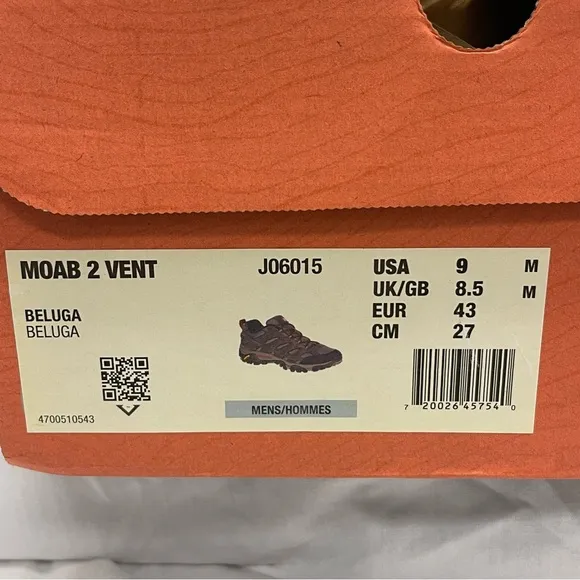 MOAB 2 VENT J06015
BELUGA
BELUGA
4700510543
MENS/HOMMES
USA 9 M
UK/GB 8.5 M
EUR 43
CM 27
7 20026 45754 0